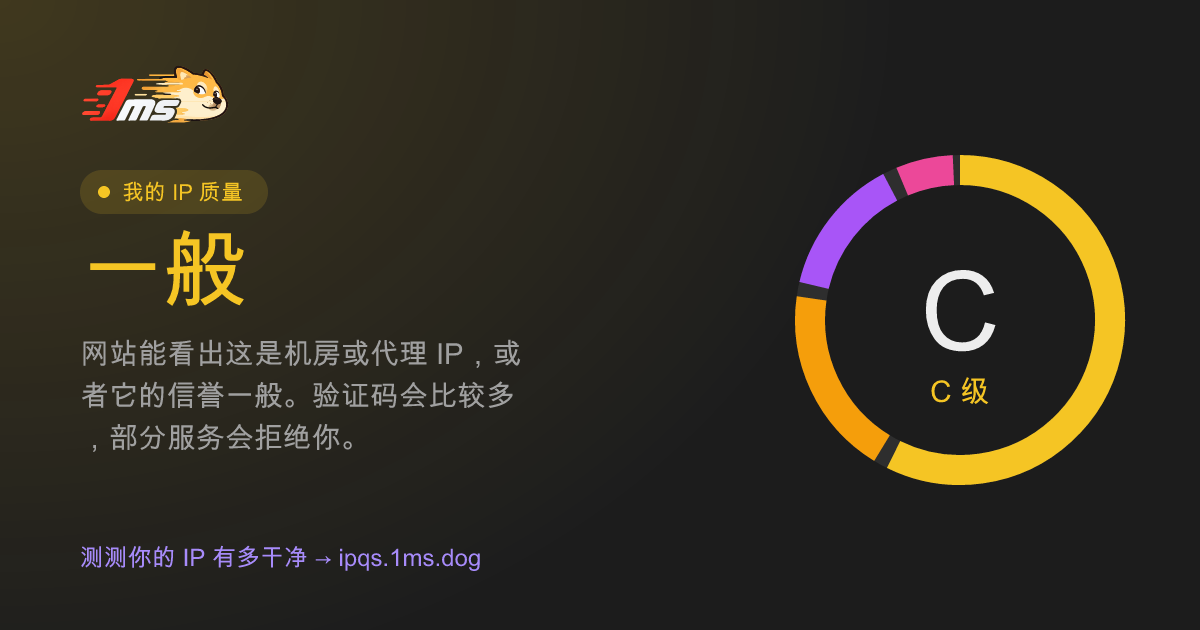 1ms
我的 IP 质量
一般
网站能看出这是机房或代理 IP，或
者它的信誉一般。验证码会比较多
，部分服务会拒绝你。
测测你的 IP 有多干净 → ipqs.1ms.dog
C
C 级